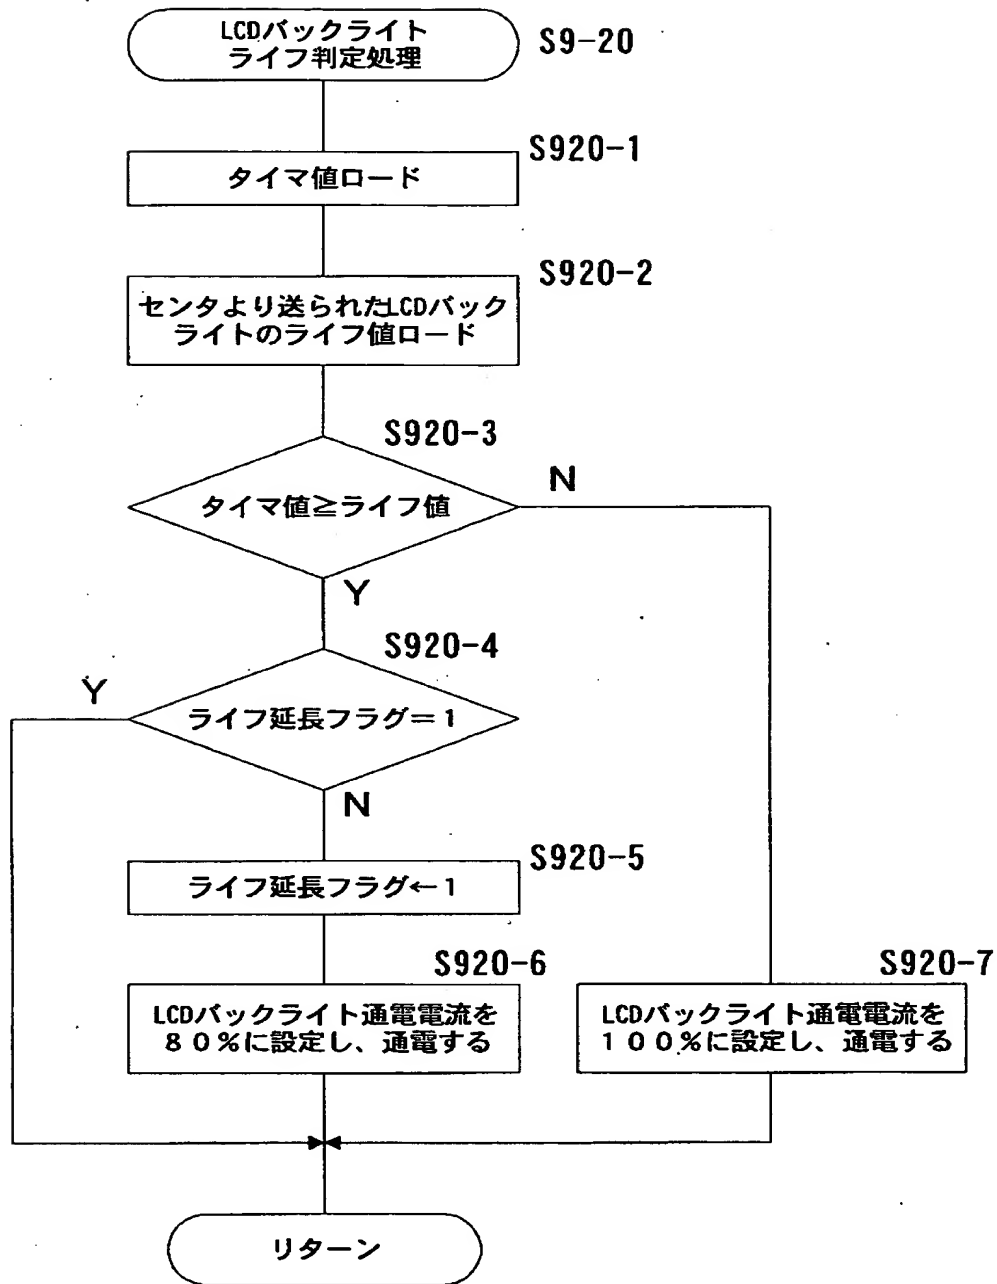 LCDバックライト
ライフ判定処理
S9-20
S920-1
タイマ値ロード
S920-2
センタより送られたLCDバック
ライトのライフ値ロード
S920-3
タイマ値≧ライフ値
N
Y
S920-4
Y
ライフ延長フラグ=1
N
S920-5
ライフ延長フラグ←1
S920-6
LCDバックライト通電電流を
80%に設定し、通電する
S920-7
LCDバックライト通電電流を
100%に設定し、通電する
リターン